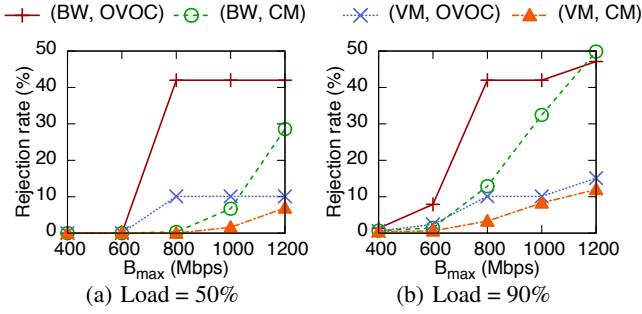 (BW, OVOC) (BW, CM) (VM, OVOC) (VM, CM)
Rejection rate (%)
50
40
30
20
10
0
400 600 800 1000 1200
Bmax (Mbps)
(a) Load = 50%
Rejection rate (%)
50
40
30
20
10
0
400 600 800 1000 1200
Bmax (Mbps)
(b) Load = 90%